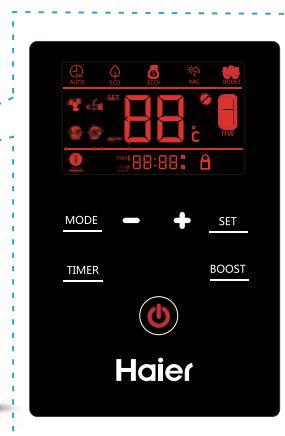 AUTO ECO ECO+ VAC BOOST
SET 88 °c HW
88:88
MODE - + SET
TIMER BOOST
Haier